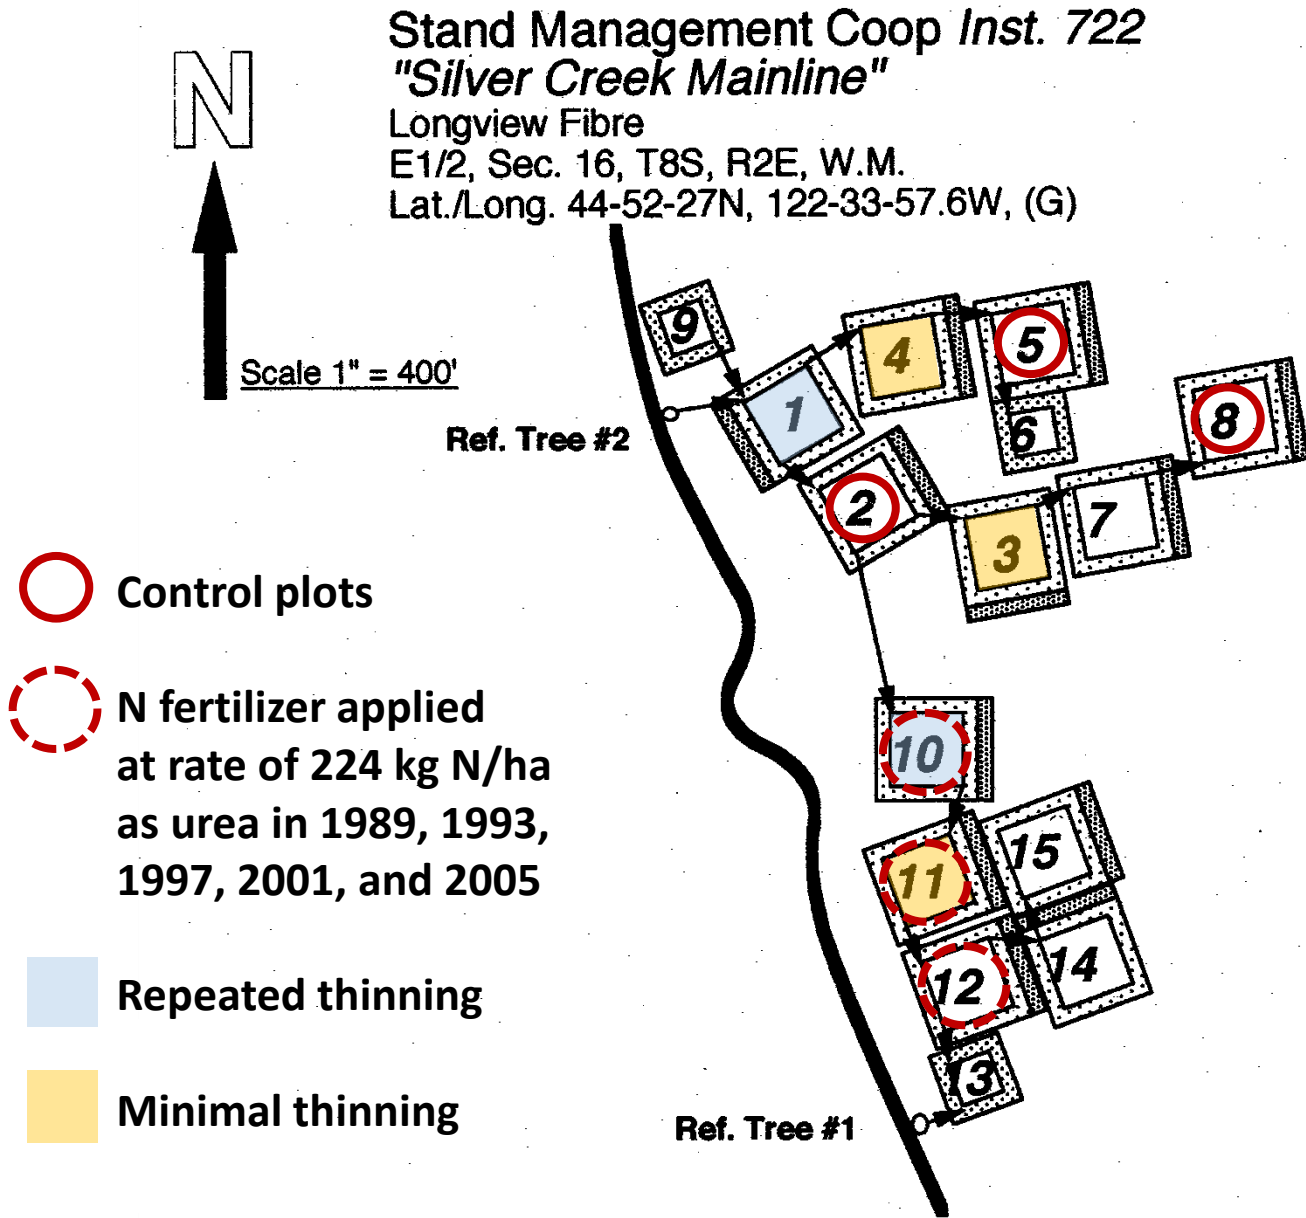 Stand Management Coop Inst. 722
"Silver Creek Mainline"
Longview Fibre
E1/2, Sec. 16, T8S, R2E, W.M.
Lat./Long. 44-52-27N, 122-33-57.6W, (G)
N
Scale 1" = 400'
Ref. Tree #2
9
1
4
5
6
8
2
3
7
Control plots
N fertilizer applied
at rate of 224 kg N/ha
as urea in 1989, 1993,
1997, 2001, and 2005
Repeated thinning
Minimal thinning
10
11
15
12
14
13
Ref. Tree #1